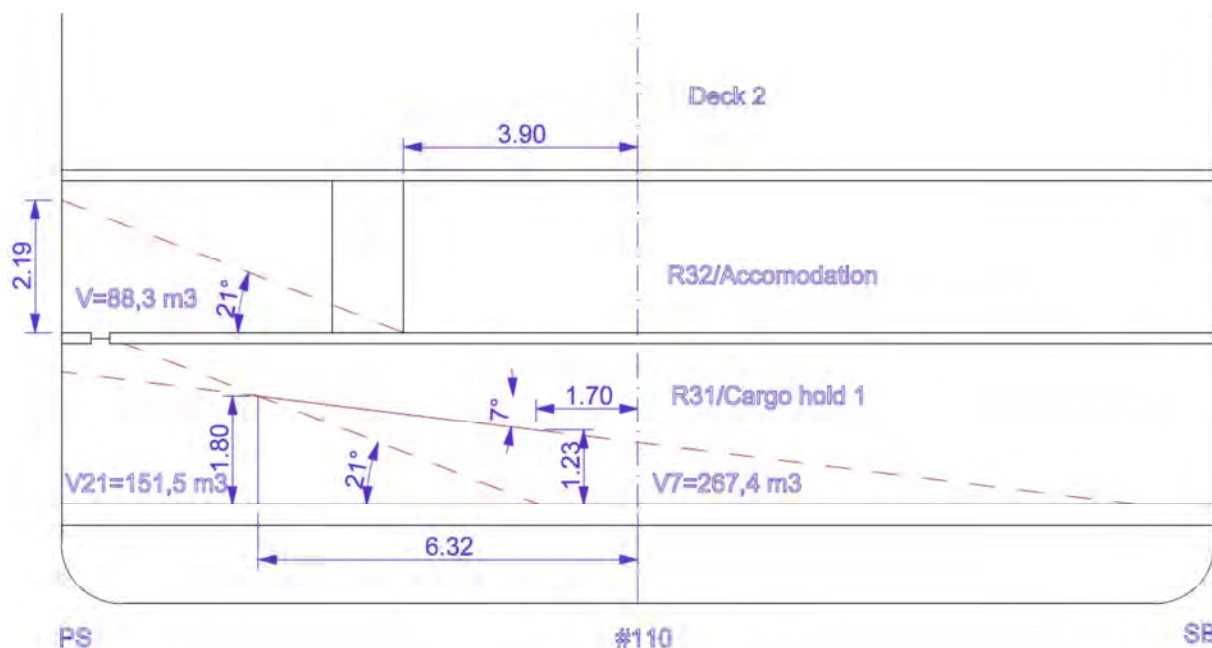 Deck 2
3.90
2.19
V=88,3 m3
21°
R32/Accomodation
R31/Cargo hold 1
1.70
7°
1.80
1.23
V21=151,5 m3
21°
V7=267,4 m3
6.32
PS
#110
SB